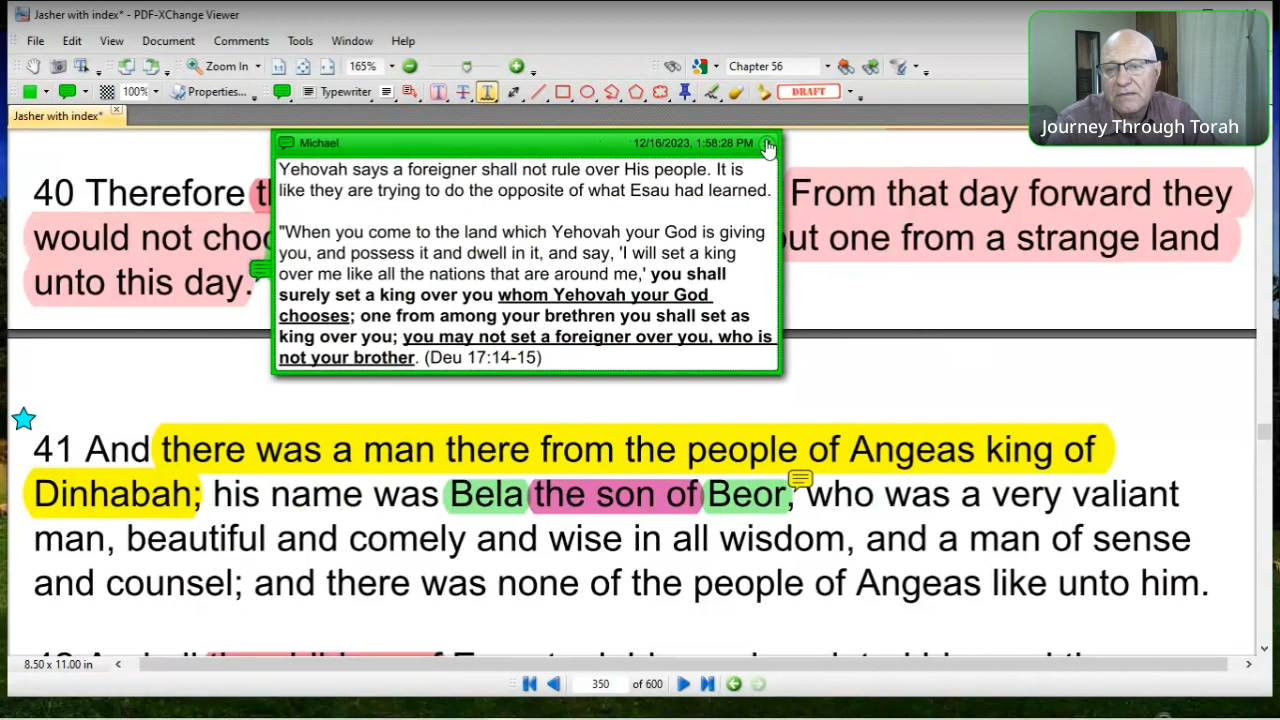 Jasher with index* - PDF-XChange Viewer
File Edit View Document Comments Tools Window Help
Zoom In 165% Chapter 56
100% Properties... Typewriter DRAFT
Jasher with index*
Journey Through Torah
Michael 12/16/2023, 1:58:28 PM
Yehovah says a foreigner shall not rule over His people. It is
like they are trying to do the opposite of what Esau had learned.
"When you come to the land which Yehovah your God is giving
you, and possess it and dwell in it, and say, 'I will set a king
over me like all the nations that are around me,' you shall
surely set a king over you whom Yehovah your God
chooses; one from among your brethren you shall set as
king over you; you may not set a foreigner over you, who is
not your brother. (Deu 17:14-15)
40 Therefore From that day forward they
would not one from a strange land
unto this day.
41 And there was a man there from the people of Angeas king of
Dinhabah; his name was Bela the son of Beor, who was a very valiant
man, beautiful and comely and wise in all wisdom, and a man of sense
and counsel; and there was none of the people of Angeas like unto him.
8.50 x 11.00 in
350 of 600